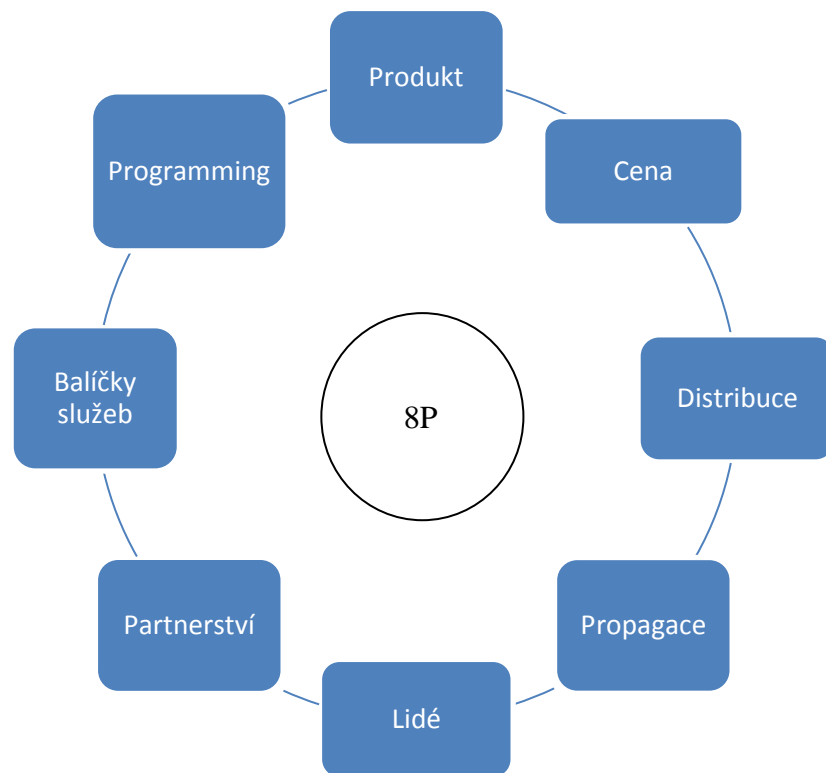 Produkt
Cena
Distribuce
Propagace
Lidé
Partnerství
Balíčky
služeb
Programming
8P